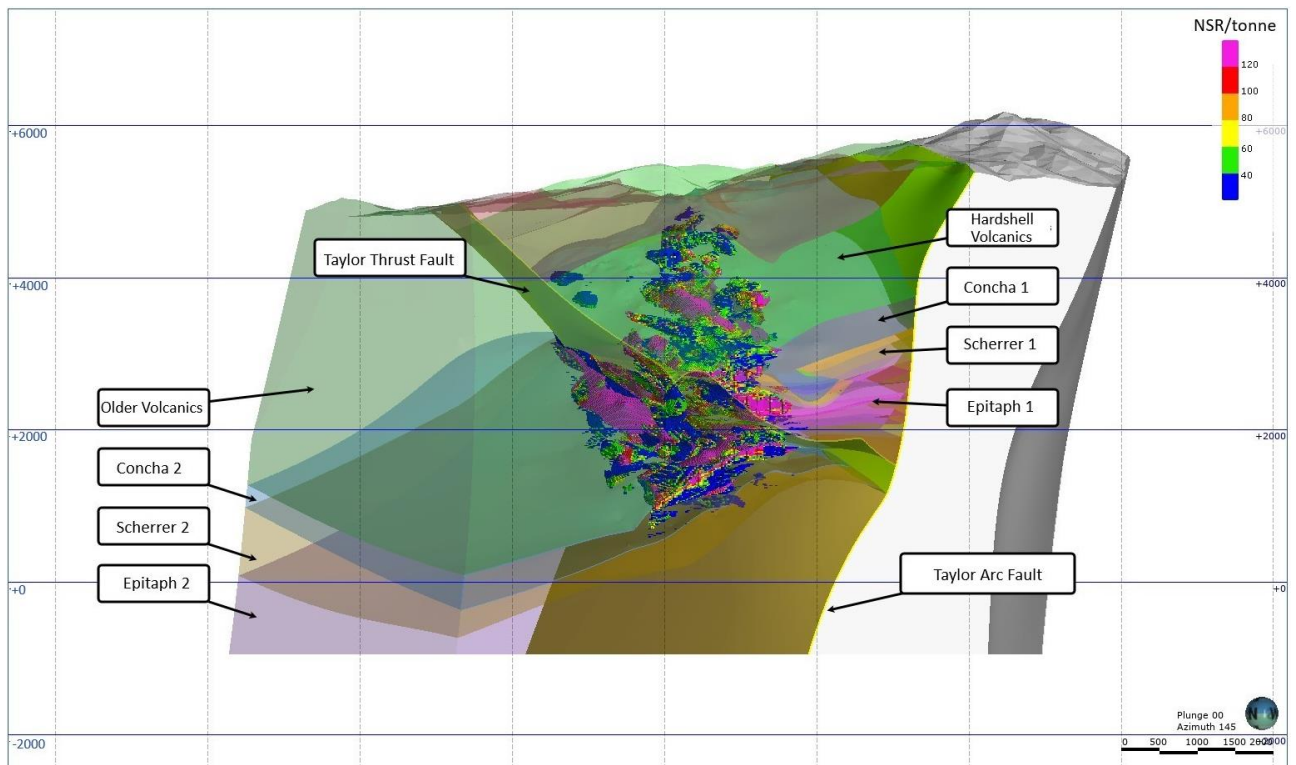 NSR/tonne
120
100
80
60
40
+6000
+6000
Hardshell
Volcanics
Taylor Thrust Fault
+4000
+4000
Concha 1
Scherrer 1
Older Volcanics
Epitaph 1
+2000
+2000
Concha 2
Scherrer 2
Epitaph 2
Taylor Arc Fault
+0
+0
Plunge 00
Azimuth 145
N
-2000
0 500 1000 1500 2000